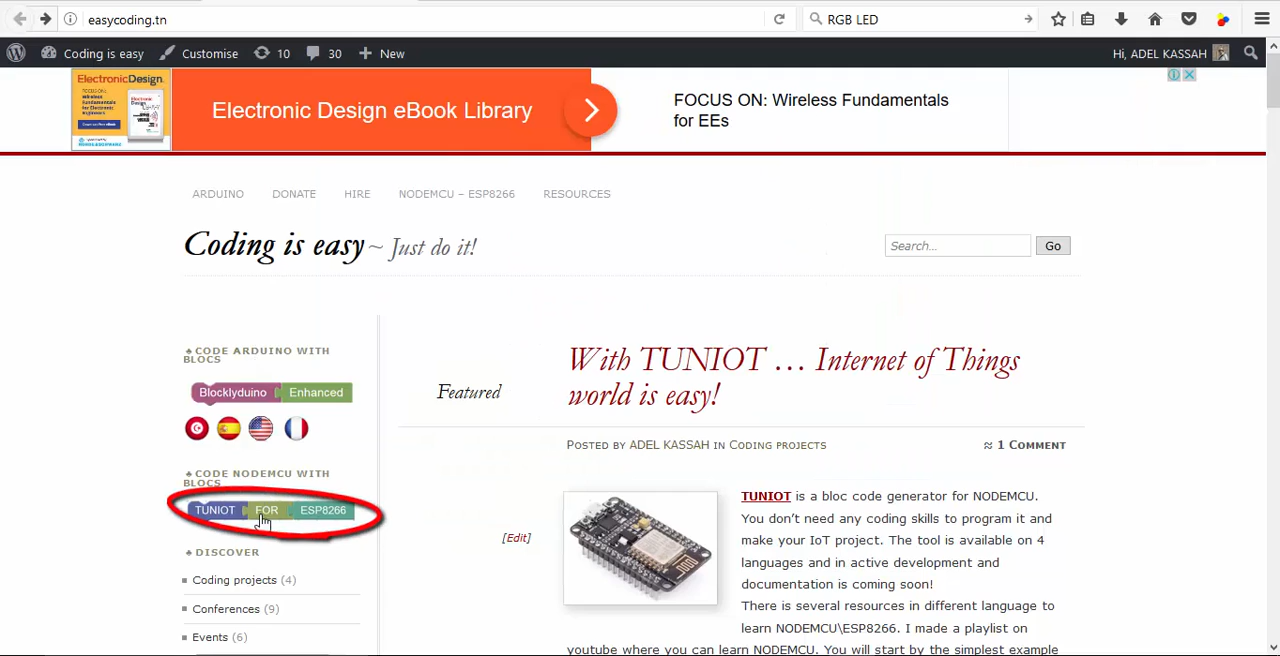 easycoding.tn
RGB LED
Coding is easy
Customise
10
30
New
Hi, ADEL KASSAH
ElectronicDesign.
Electronic Design eBook Library
FOCUS ON: Wireless Fundamentals
for EEs
ARDUINO
DONATE
HIRE
NODEMCU – ESP8266
RESOURCES
Coding is easy ~ Just do it!
Search...
Go
♣ CODE ARDUINO WITH
BLOCS
Blocklyduino
Enhanced
♣ CODE NODEMCU WITH
BLOCS
TUNIOT
FOR
ESP8266
♣ DISCOVER
Coding projects (4)
Conferences (9)
Events (6)
Featured
With TUNIOT … Internet of Things
world is easy!
POSTED BY ADEL KASSAH IN CODING PROJECTS
≈ 1 COMMENT
[Edit]
TUNIOT is a bloc code generator for NODEMCU.
You don't need any coding skills to program it and
make your IoT project. The tool is available on 4
languages and in active development and
documentation is coming soon!
There is several resources in different language to
learn NODEMCU\ESP8266. I made a playlist on
youtube where you can learn NODEMCU. You will start by the simplest example